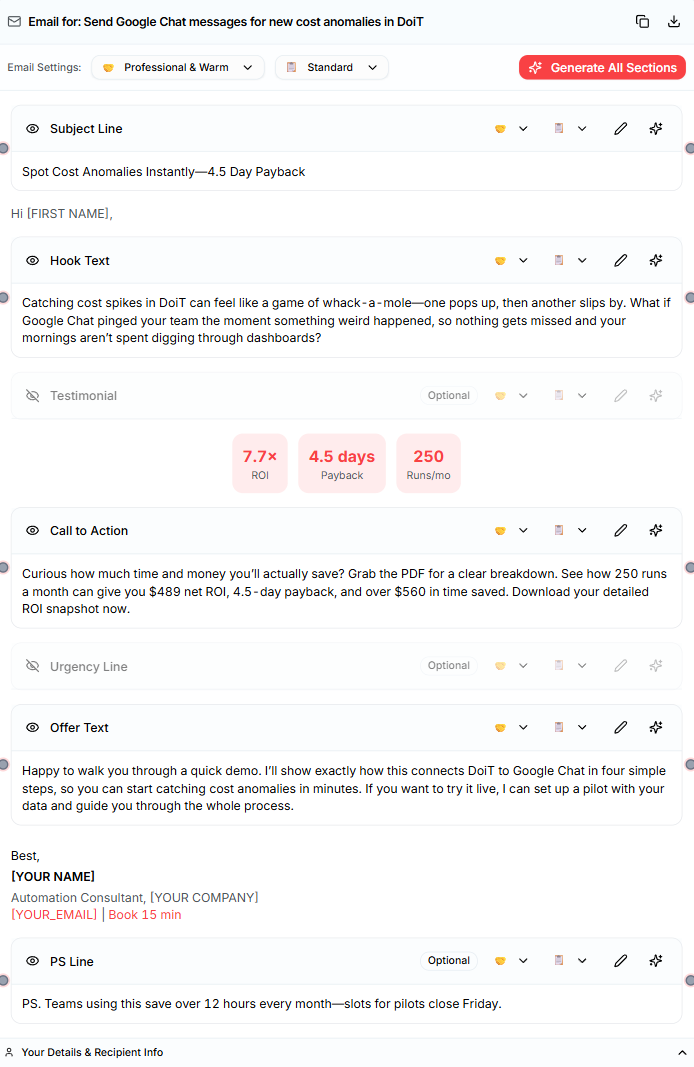 Email for: Send Google Chat messages for new cost anomalies in DoiT
Email Settings: Professional & Warm Standard Generate All Sections
Subject Line
Spot Cost Anomalies Instantly—4.5 Day Payback
Hi [FIRST NAME],
Hook Text
Catching cost spikes in DoiT can feel like a game of whack-a-mole—one pops up, then another slips by. What if
Google Chat pinged your team the moment something weird happened, so nothing gets missed and your
mornings aren’t spent digging through dashboards?
Testimonial Optional
7.7× 4.5 days 250
ROI Payback Runs/mo
Call to Action
Curious how much time and money you’ll actually save? Grab the PDF for a clear breakdown. See how 250 runs
a month can give you $489 net ROI, 4.5-day payback, and over $560 in time saved. Download your detailed
ROI snapshot now.
Urgency Line Optional
Offer Text
Happy to walk you through a quick demo. I’ll show exactly how this connects DoiT to Google Chat in four simple
steps, so you can start catching cost anomalies in minutes. If you want to try it live, I can set up a pilot with your
data and guide you through the whole process.
Best,
[YOUR NAME]
Automation Consultant, [YOUR COMPANY]
[YOUR_EMAIL] | Book 15 min
PS Line Optional
PS. Teams using this save over 12 hours every month—slots for pilots close Friday.
Your Details & Recipient Info